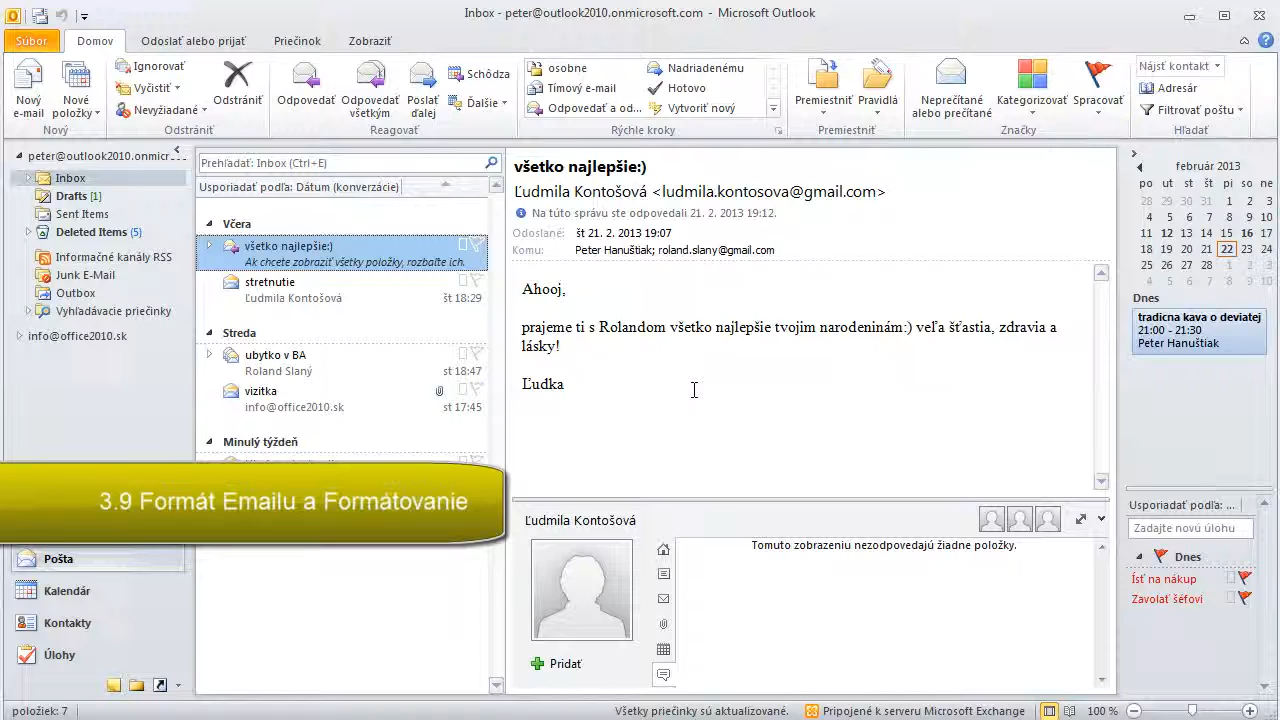 Inbox - peter@outlook2010.onmicrosoft.com - Microsoft Outlook
Súbor Domov Odoslať alebo prijať Priečinok Zobraziť
Nový e-mail
Nové položky
Nový
Ignorovať
Vyčistiť
Nevyžiadané
Odstrániť
Odstrániť
Odpovedať
Odpovedať všetkým
Poslať ďalej
Schôdza
Ďalšie
Reagovať
osobne
Tímový e-mail
Odpovedať a od...
Nadriadenému
Hotovo
Vytvoriť nový
Rýchle kroky
Premiestniť
Pravidlá
Premiestniť
Neprečítané alebo prečítané
Kategorizovať
Spracovať
Značky
Nájsť kontakt
Adresár
Filtrovať poštu
Hľadať
peter@outlook2010.onmicr...
Inbox
Drafts [1]
Sent Items
Deleted Items (5)
Informačné kanály RSS
Junk E-Mail
Outbox
Vyhľadávacie priečinky
info@office2010.sk
Prehľadať: Inbox (Ctrl+E)
Usporiadať podľa: Dátum (konverzácie)
Včera
všetko najlepšie:)
Ak chcete zobraziť všetky položky, rozbaľte ich.
stretnutie
Ľudmila Kontošová št 18:29
Streda
ubytko v BA
Roland Slaný st 18:47
vizitka
info@office2010.sk st 17:45
Minulý týždeň
3.9 Formát Emailu a Formátovanie
Pošta
Kalendár
Kontakty
Úlohy
všetko najlepšie:)
Ľudmila Kontošová <ludmila.kontosova@gmail.com>
Na túto správu ste odpovedali 21. 2. 2013 19:12.
Odoslané: št 21. 2. 2013 19:07
Komu: Peter Hanuštiak; roland.slany@gmail.com
Ahooj,
prajeme ti s Rolandom všetko najlepšie tvojim narodeninám:) veľa šťastia, zdravia a
lásky!
Ľudka
Ľudmila Kontošová
Tomuto zobrazeniu nezodpovedajú žiadne položky.
Pridať
február 2013
po ut st št pi so ne
28 29 30 31 1 2 3
4 5 6 7 8 9 10
11 12 13 14 15 16 17
18 19 20 21 22 23 24
25 26 27 28 1 2 3
4 5 6 7 8 9 10
Dnes
tradicna kava o deviatej
21:00 - 21:30
Peter Hanuštiak
Usporiadať podľa: ...
Zadajte novú úlohu
Dnes
Ísť na nákup
Zavolať šéfovi
položiek: 7
Všetky priečinky sú aktualizované.
Pripojené k serveru Microsoft Exchange
100 %